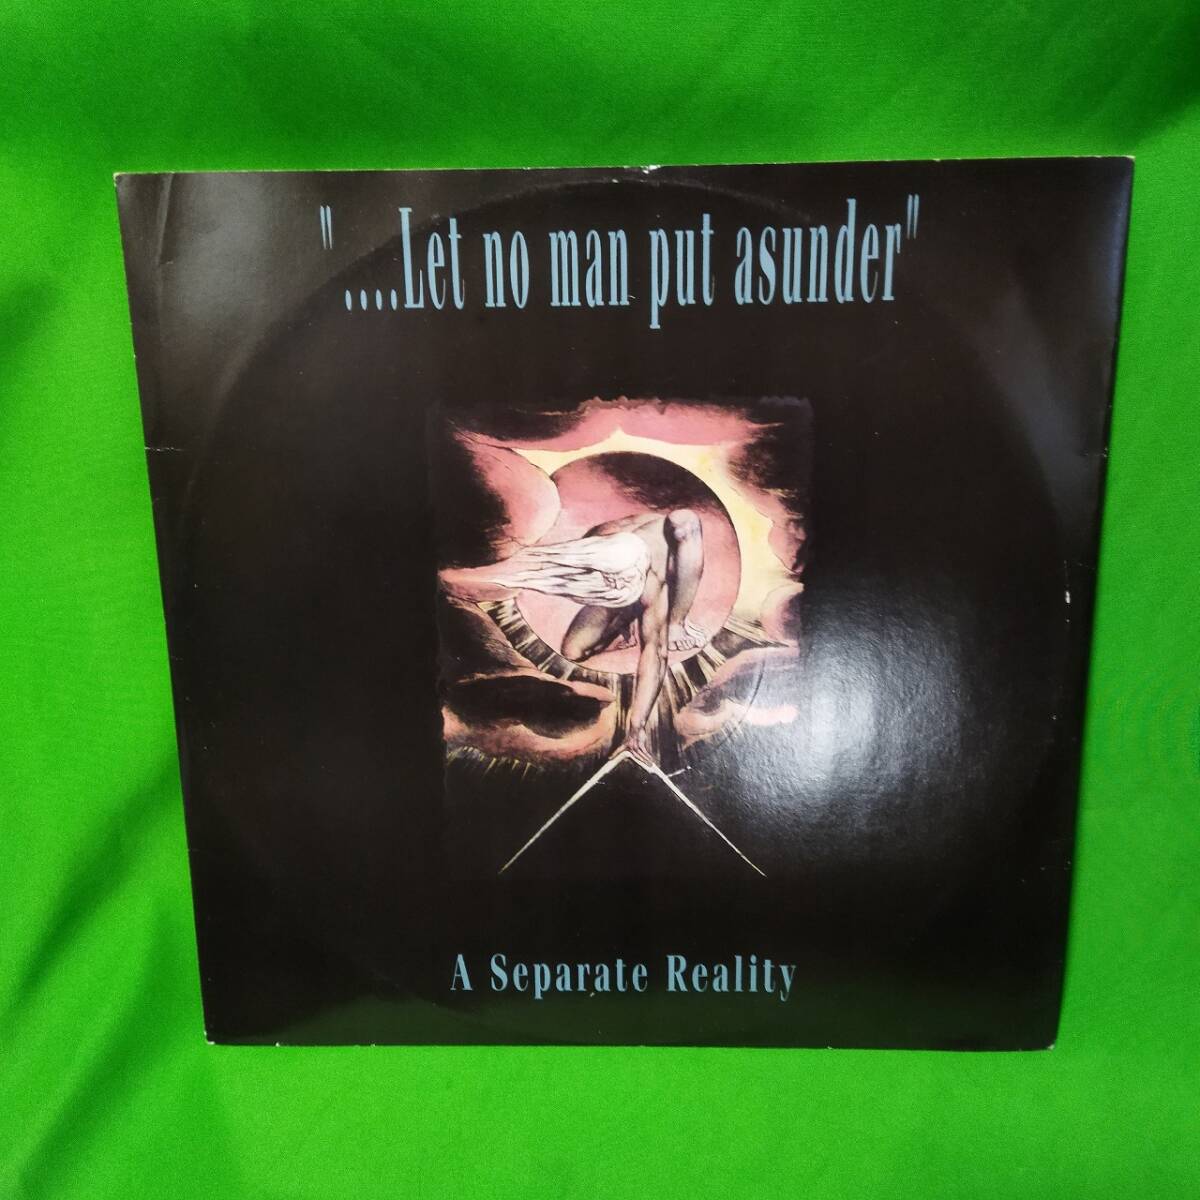 "....Let no man put asunder"
A Separate Reality